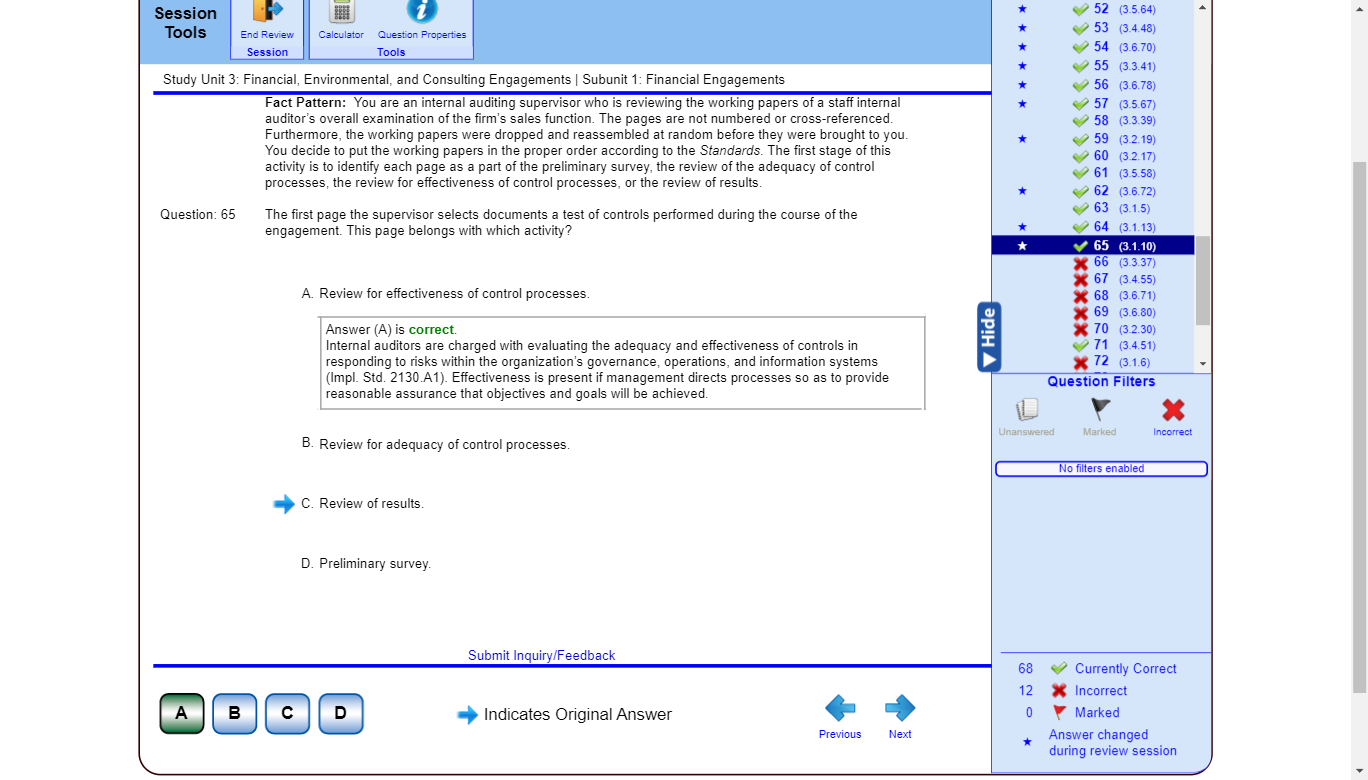 Session
Tools
End Review
Session
Calculator
Question Properties
Tools
Study Unit 3: Financial, Environmental, and Consulting Engagements | Subunit 1: Financial Engagements
Fact Pattern: You are an internal auditing supervisor who is reviewing the working papers of a staff internal
auditor's overall examination of the firm's sales function. The pages are not numbered or cross-referenced.
Furthermore, the working papers were dropped and reassembled at random before they were brought to you.
You decide to put the working papers in the proper order according to the Standards. The first stage of this
activity is to identify each page as a part of the preliminary survey, the review of the adequacy of control
processes, the review for effectiveness of control processes, or the review of results.
Question: 65
The first page the supervisor selects documents a test of controls performed during the course of the
engagement. This page belongs with which activity?
A. Review for effectiveness of control processes.
Answer (A) is correct.
Internal auditors are charged with evaluating the adequacy and effectiveness of controls in
responding to risks within the organization's governance, operations, and information systems
(Impl. Std. 2130.A1). Effectiveness is present if management directs processes so as to provide
reasonable assurance that objectives and goals will be achieved.
B. Review for adequacy of control processes.
C. Review of results.
D. Preliminary survey.
Submit Inquiry/Feedback
A B C D
Indicates Original Answer
Previous
Next
52 (3.5.64)
53 (3.4.48)
54 (3.6.70)
55 (3.3.41)
56 (3.6.78)
57 (3.5.67)
58 (3.3.39)
59 (3.2.19)
60 (3.2.17)
61 (3.5.58)
62 (3.6.72)
63 (3.1.5)
64 (3.1.13)
65 (3.1.10)
66 (3.3.37)
67 (3.4.55)
68 (3.6.71)
69 (3.6.80)
70 (3.2.30)
71 (3.4.51)
72 (3.1.6)
Hide
Question Filters
Unanswered
Marked
Incorrect
No filters enabled
68 Currently Correct
12 Incorrect
0 Marked
Answer changed
during review session